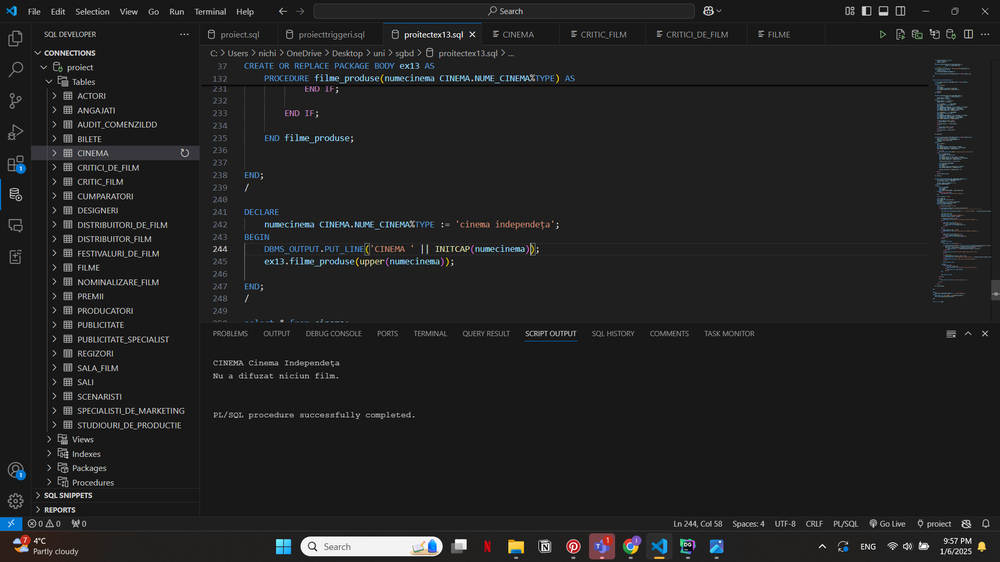 File Edit Selection View Go Run Terminal Help
Search
SQL DEVELOPER
CONNECTIONS
proiect
Tables
ACTORI
ANGAJATI
AUDIT_COMENZILDD
BILETE
CINEMA
CRITICI_DE_FILM
CRITIC_FILM
CUMPARATORI
DESIGNERI
DISTRIBUITORI_DE_FILM
DISTRIBUITOR_FILM
FESTIVALURI_DE_FILM
FILME
NOMINALIZARE_FILM
PREMII
PRODUCATORI
PUBLICITATE
PUBLICITATE_SPECIALIST
REGIZORI
SALA_FILM
SALI
SCENARISTI
SPECIALISTI_DE_MARKETING
STUDIOURI_DE_PRODUCTIE
Views
Indexes
Packages
Procedures
SQL SNIPPETS
REPORTS
1
1
proiect.sql proiecttriggeri.sql proitectex13.sql CINEMA CRITIC_FILM CRITICI_DE_FILM FILME
C: > Users > nichi > OneDrive > Desktop > uni > sgbd > proitectex13.sql > ...
37 CREATE OR REPLACE PACKAGE BODY ex13 AS
132 PROCEDURE filme_produse(numecinema CINEMA.NUME_CINEMA%TYPE) AS
231 END IF;
232
233 END IF;
234
235 END filme_produse;
236
237
238 END;
239 /
240
241 DECLARE
242 numecinema CINEMA.NUME_CINEMA%TYPE := 'cinema independeța';
243 BEGIN
244 DBMS_OUTPUT.PUT_LINE('CINEMA ' || INITCAP(numecinema));
245 ex13.filme_produse(upper(numecinema));
246
247 END;
248 /
249
250 select * from cinema;
PROBLEMS OUTPUT DEBUG CONSOLE PORTS TERMINAL QUERY RESULT SCRIPT OUTPUT SQL HISTORY COMMENTS TASK MONITOR
CINEMA Cinema Independeța
Nu a difuzat niciun film.
PL/SQL procedure successfully completed.
0 0 0
Ln 244, Col 58 Spaces: 4 UTF-8 CRLF PL/SQL Go Live proiect
7
4°C
Partly cloudy
Search
1
DG
ENG
9:57 PM
1/6/2025